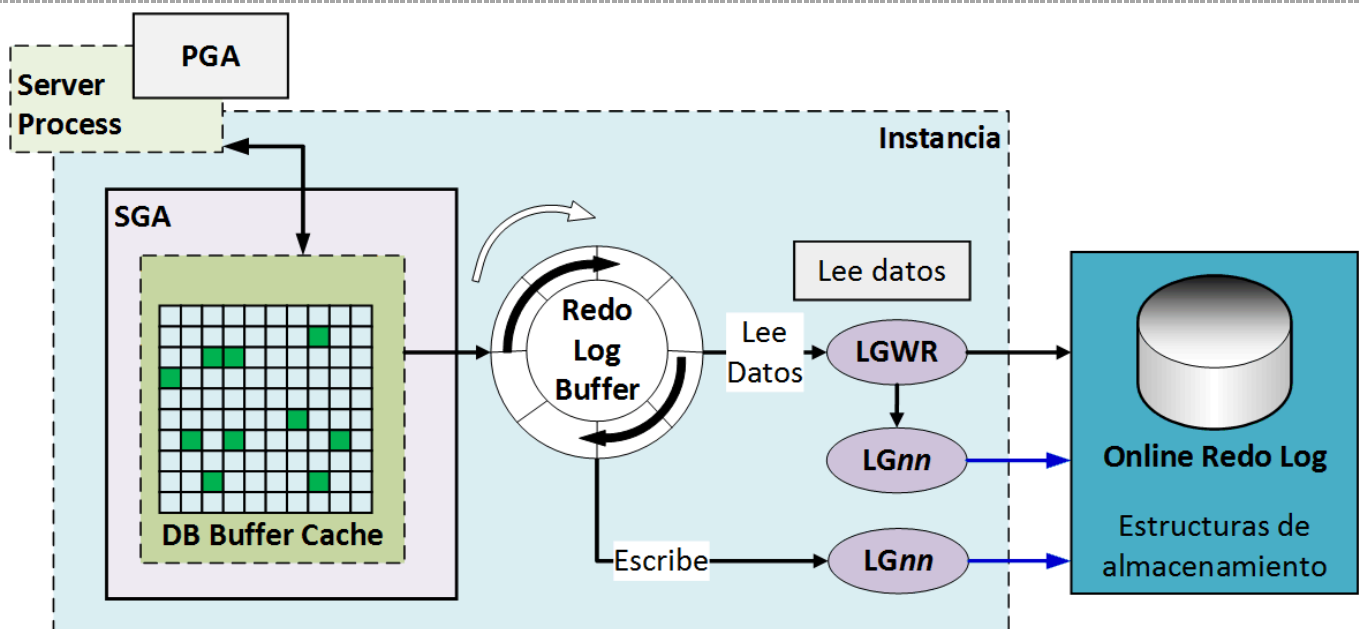 PGA
Server
Process
Instancia
SGA
Lee datos
Redo
Log
Buffer
Lee
Datos
LGWR
LGnn
Online Redo Log
DB Buffer Cache
Estructuras de
almacenamiento
Escribe
LGnn